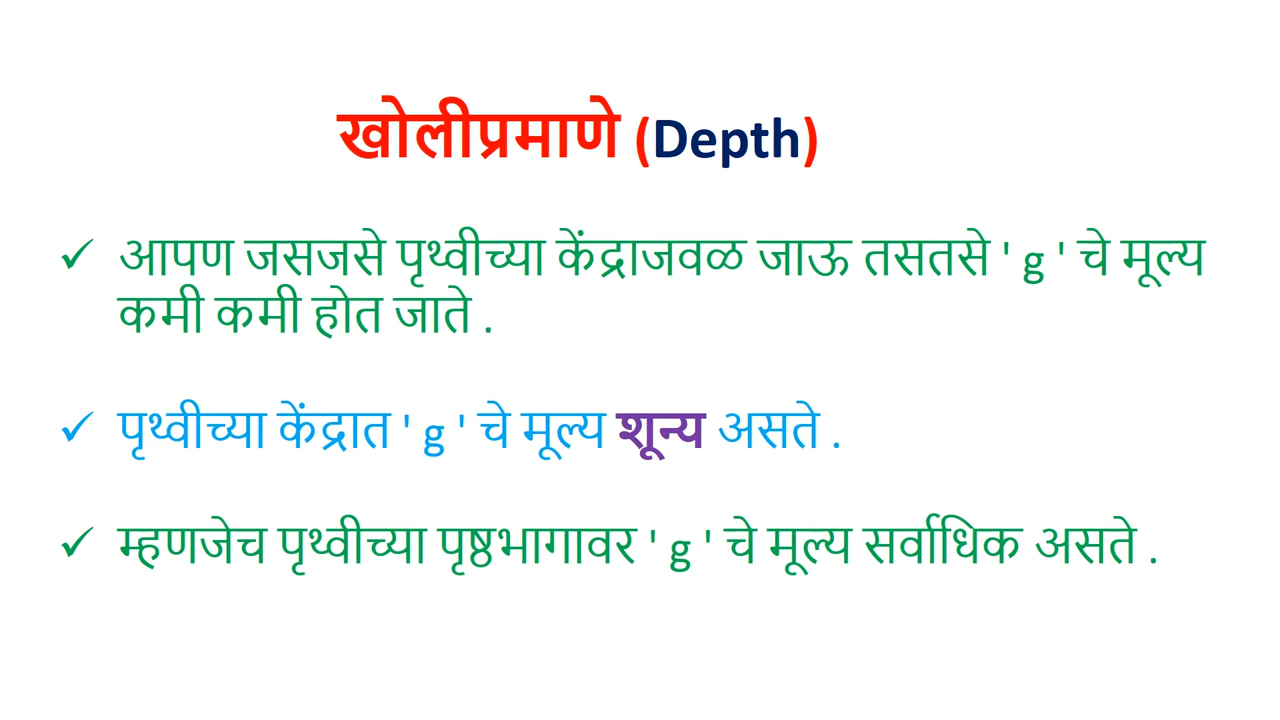 खोलीप्रमाणे (Depth)
✓ आपण जसजसे पृथ्वीच्या केंद्राजवळ जाऊ तसतसे ' g ' चे मूल्य
कमी कमी होत जाते .
✓ पृथ्वीच्या केंद्रात ' g ' चे मूल्य शून्य असते .
✓ म्हणजेच पृथ्वीच्या पृष्ठभागावर ' g ' चे मूल्य सर्वाधिक असते .